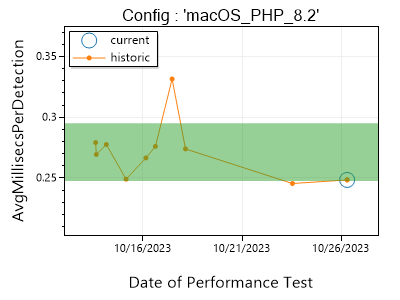 Config : 'macOS_PHP_8.2'
AvgMillisecsPerDetection
0.35
0.3
0.25
current
historic
10/16/2023
10/21/2023
10/26/2023
Date of Performance Test